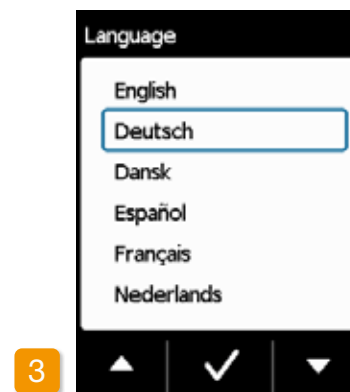 Language
English
Deutsch
Dansk
Español
Français
Nederlands
3